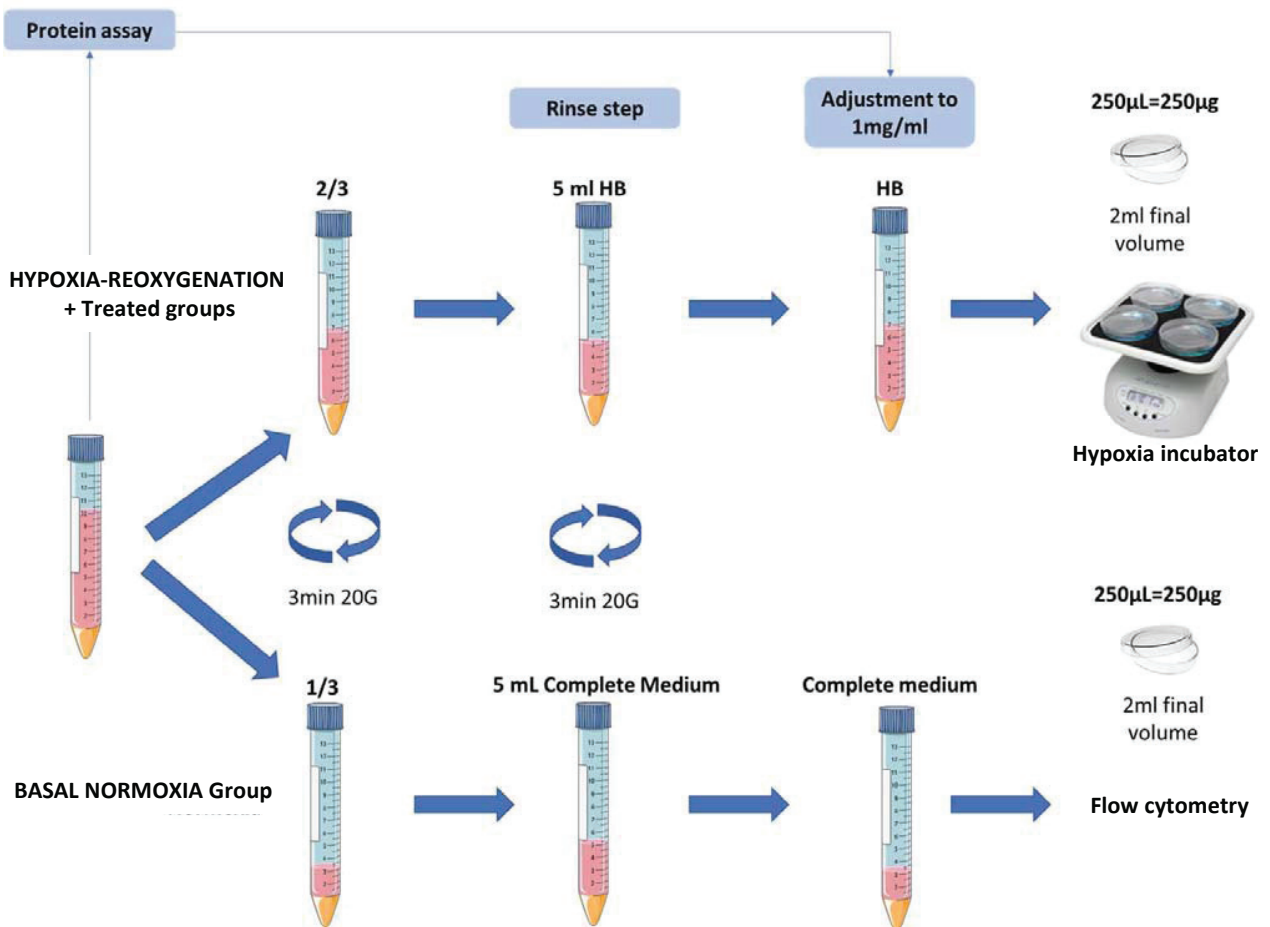 Protein assay
Rinse step
Adjustment to
1mg/ml
250µL=250µg
2/3
5 ml HB
HB
2ml final
volume
HYPOXIA-REOXYGENATION
+ Treated groups
Hypoxia incubator
3min 20G
3min 20G
250µL=250µg
1/3
5 mL Complete Medium
Complete medium
2ml final
volume
BASAL NORMOXIA Group
Flow cytometry